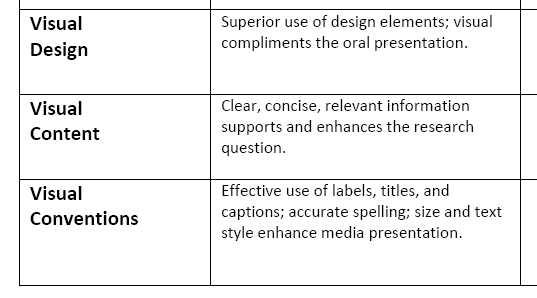 Visual
Design
Superior use of design elements; visual
compliments the oral presentation.
Visual
Content
Clear, concise, relevant information
supports and enhances the research
question.
Visual
Conventions
Effective use of labels, titles, and
captions; accurate spelling; size and text
style enhance media presentation.